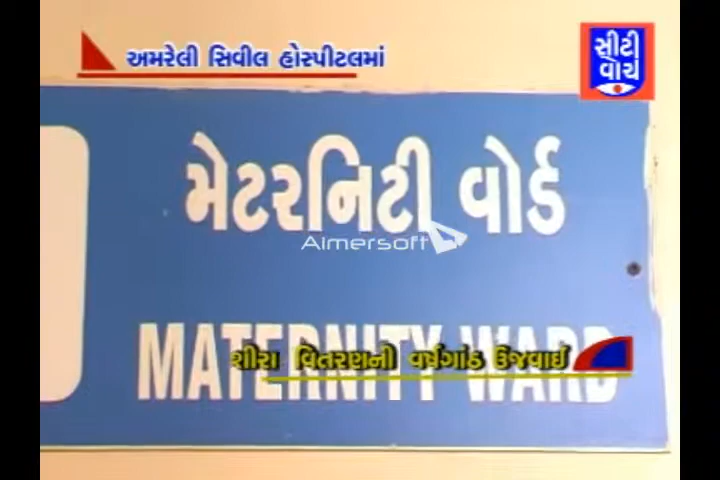 અમરેલી સિવીલ હોસ્પીટલમાં
સીટી
વોચ
મેટરનિટી વોર્ડ
Aimersoft
MATERNITY WARD
શીરા વિતરણની વર્ષગાંઠ ઉજવાઇ